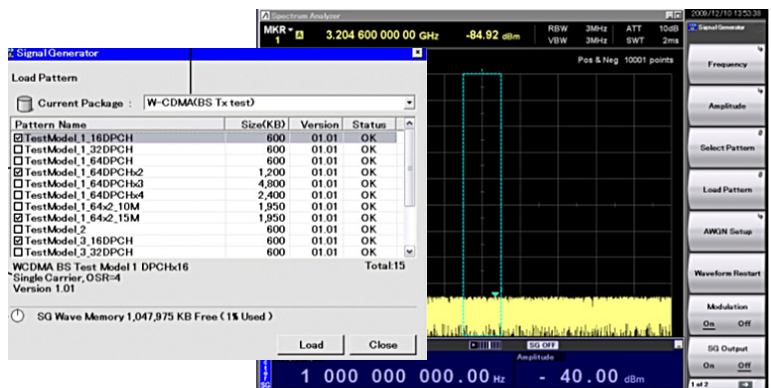 Spectrum Analyzer
2009/12/10 13:53:38
MKR 1 3.204 600 000 00 GHz -84.92 dBm
RBW 3MHz ATT 10dB
VBW 3MHz SWT 2ms
Pos & Neg 10001 points
Signal Generator
Load Pattern
Current Package : W-CDMA(BS Tx test)
Pattern Name Size(KB) Version Status
TestModel_1_16DPCH 600 01.01 OK
TestModel_1_32DPCH 600 01.01 OK
TestModel_1_64DPCH 600 01.01 OK
TestModel_1_64DPCHx2 1,200 01.01 OK
TestModel_1_64DPCHx3 4,800 01.01 OK
TestModel_1_64DPCHx4 2,400 01.01 OK
TestModel_1_64x2_10M 1,950 01.01 OK
TestModel_1_64x2_15M 1,950 01.01 OK
TestModel_2 600 01.01 OK
TestModel_3_16DPCH 600 01.01 OK
TestModel_3_32DPCH 600 01.01 OK
WCDMA BS Test Model 1 DPCHx16 Total:15
Single Carrier, OSR=4
Version 1.01
SG Wave Memory 1,047,975 KB Free ( 1% Used )
Load Close
SG OFF
Amplitude
1 000 000 000.00 Hz - 40.00 dBm
SG
Signal Generator
Frequency
Amplitude
Select Pattern
Load Pattern
AWGN Setup
Waveform Restart
Modulation
On Off
SG Output
On Off
1 of 2